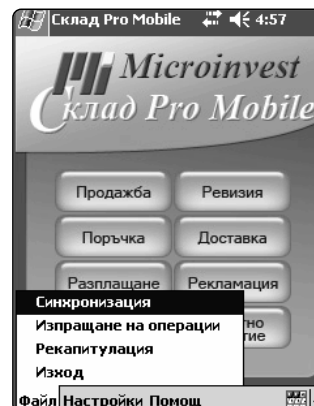 Склад Pro Mobile 4:57
Microinvest
Склад Pro Mobile
Продажба Ревизия
Поръчка Доставка
Разплащане Рекламация
Синхронизация
Изпращане на операции
Рекапитулация
Изход
Файл Настройки Помощ